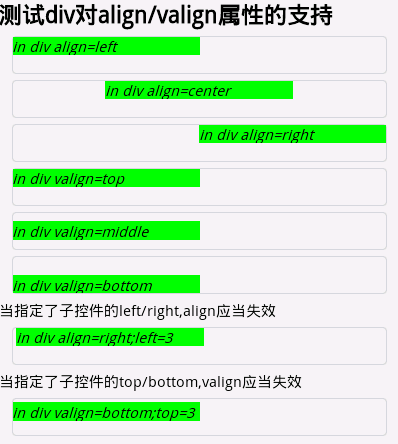 测试div对align/valign属性的支持
in div align=left
in div align=center
in div align=right
in div valign=top
in div valign=middle
in div valign=bottom
当指定了子控件的left/right,align应当失效
in div align=right;left=3
当指定了子控件的top/bottom,valign应当失效
in div valign=bottom;top=3